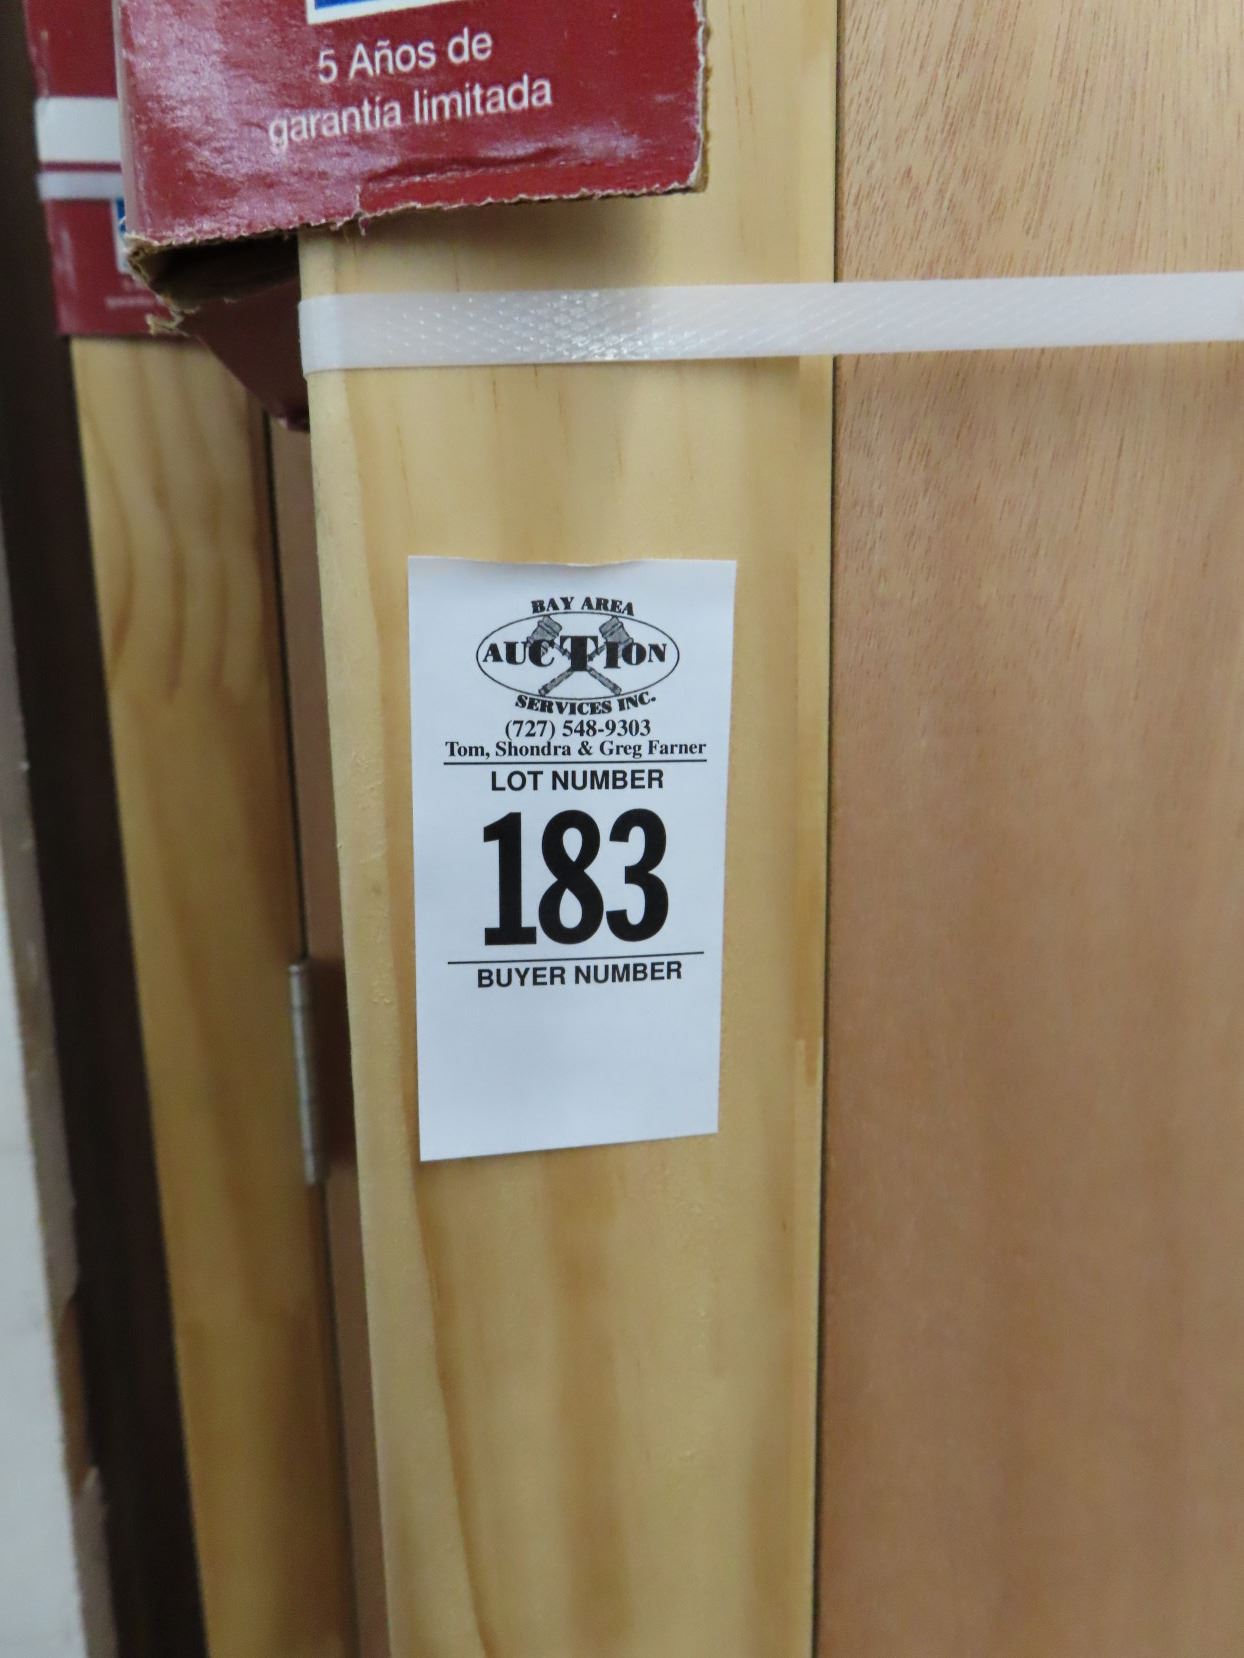 5 Años de
garantía limitada
BAY AREA
AUCTION
SERVICES INC.
(727) 548-9303
Tom, Shondra & Greg Farner
LOT NUMBER
183
BUYER NUMBER